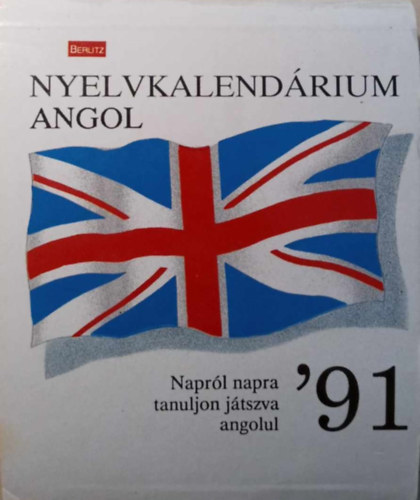 BERLITZ
NYELVKALENDÁRIUM
ANGOL
Napról napra
tanuljon játszva
angolul
'91